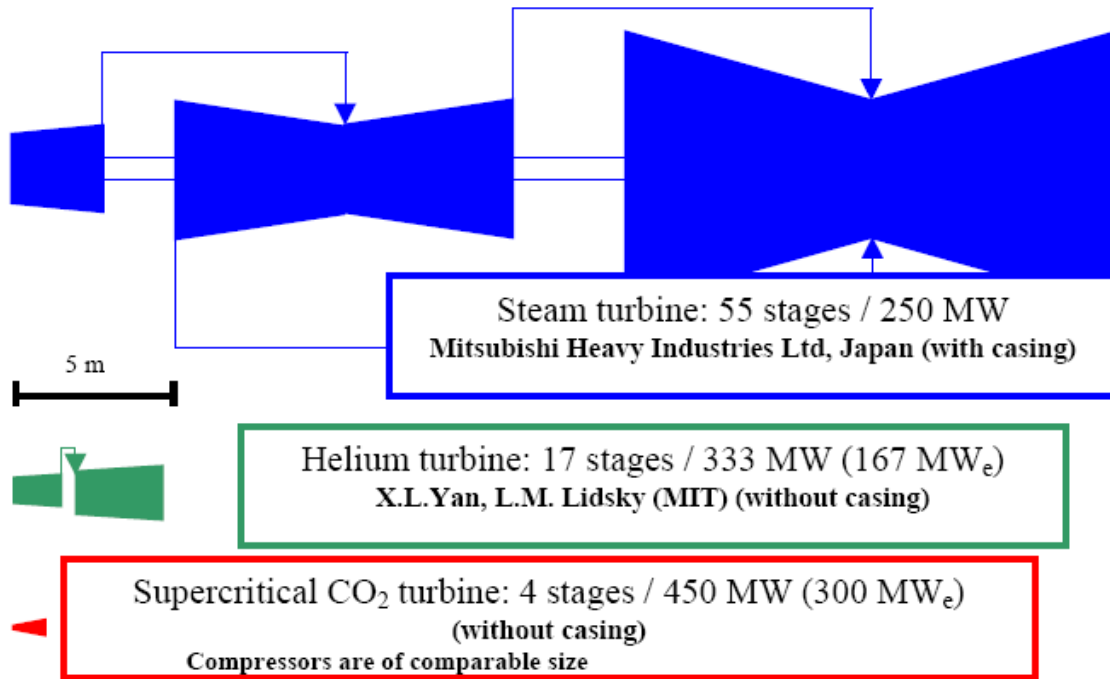 Steam turbine: 55 stages / 250 MW
Mitsubishi Heavy Industries Ltd, Japan (with casing)
5 m
Helium turbine: 17 stages / 333 MW (167 MWₑ)
X.L.Yan, L.M. Lidsky (MIT) (without casing)
Supercritical CO₂ turbine: 4 stages / 450 MW (300 MWₑ)
(without casing)
Compressors are of comparable size